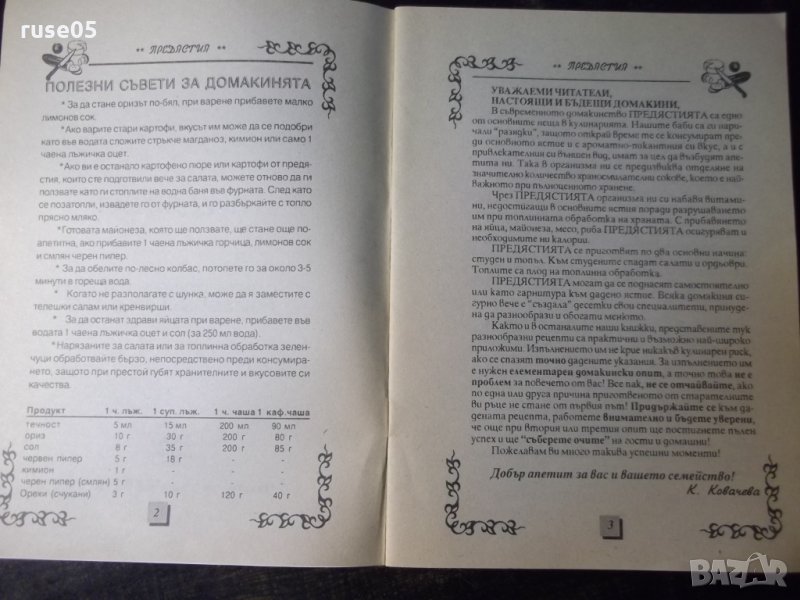 ruse05
** ПРЕДЯСТИЯ **
ПОЛЕЗНИ СЪВЕТИ ЗА ДОМАКИНЯТА
* За да стане оризът по-бял, при варене прибавете малко
лимонов сок.
*Ако варите стари картофи, вкусът им може да се подобри
като във водата сложите стръкче магданоз, кимион или само 1
чаена лъжичка оцет.
*Ако ви е останало картофено пюре или картофи от предя-
стия, които сте подготвили вече за салата, можете отново да ги
ползвате като ги стоплите на водна баня във фурната. След като
се позатопли, извадете го от фурната, и го разбъркайте с топло
прясно мляко.
*Готовата майонеза, която ще ползвате, ще стане още по-
апетитна, ако прибавите 1 чаена лъжичка горчица, лимонов сок
и смлян черен пипер.
* За да обелите по-лесно колбас, потопете го за около 3-5
минути в гореща вода.
* Когато не разполагате с шунка, може да я заместите с
телешки салам или кренвирши.
* За да останат здрави яйцата при варене, прибавете във
водата 1 чаена лъжичка оцет и сол (за 250 мл вода).
*Нарязаните за салата или за топлинна обработка зелен-
чуци обработвайте бързо, непосредствено преди консумира-
нето, защото при престой губят хранителните и вкусовите си
качества.
Продукт 1 ч. лъж. 1 суп. лъж. 1 ч. чаша 1 каф.чаша
течност 5 мл 15 мл 200 мл 90 мл
ориз 10 г 30 г 200 г 80 г
сол 8 г 35 г 200 г 85 г
червен пипер 5 г 18 г - -
кимион 1 г - - -
черен пипер (смлян) 5 г - - -
Орехи (счукани) 3 г 10 г 120 г 40 г
2
** ПРЕДЯСТИЯ **
УВАЖАЕМИ ЧИТАТЕЛИ,
НАСТОЯЩИ И БЪДЕЩИ ДОМАКИНИ,
В съвременното домакинство ПРЕДЯСТИЯТА са едно
от основните неща в кулинарията. Нашите баби са ги нари-
чали "разядки", защото открай време те се консумират пре-
ди основното ястие и с ароматно-пикантния си вкус, а и с
привлекателния си външен вид, имат за цел да възбудят апе-
тита ни. Така в организма ни се предизвиква отделяне на
значително количество храносмилателни сокове, което е най-
важното при пълноценното хранене.
Чрез ПРЕДЯСТИЯТА организма ни си набавя витами-
ни, недостигащи в основните ястия поради разрушаването
им при топлинната обработка на храната. С прибавянето
на яйца, майонеза, месо, риба ПРЕДЯСТИЯТА осигуряват и
необходимите ни калории.
ПРЕДЯСТИЯТА се приготвят по два основни начина:
студен и топъл. Към студените спадат салати и ордьоври.
Топлите са плод на топлинна обработка.
ПРЕДЯСТИЯТА могат да се поднасят самостоятелно
или като гарнитура към дадено ястие. Всяка домакиня си-
гурно вече е "създала" десетки свои специалитети, принуде-
на да разнообрази и обогати менюто.
Както и в останалите наши книжки, представените тук
разнообразни рецепти са практични и възможно най-широко
приложими. Изпълнението им не крие никакъв кулинарен риск,
ако се спазят точно дадените указания. За изпълнението им
е нужен елементарен домакински опит, а точно това не е
проблем за повечето от вас! Все пак, не се отчайвайте, ако
по една или друга причина приготвеното от старателните
ви ръце не стане от първия път! Придържайте се към да-
дената рецепта, работете внимателно и бъдете уверени,
че още при втория или третия опит ще постигнете пълен
успех и ще "съберете очите" на гости и домашни!
Пожелавам ви много такива успешни моменти!
Добър апетит за вас и вашето семейство!
К. Ковачева
3
BAZAR